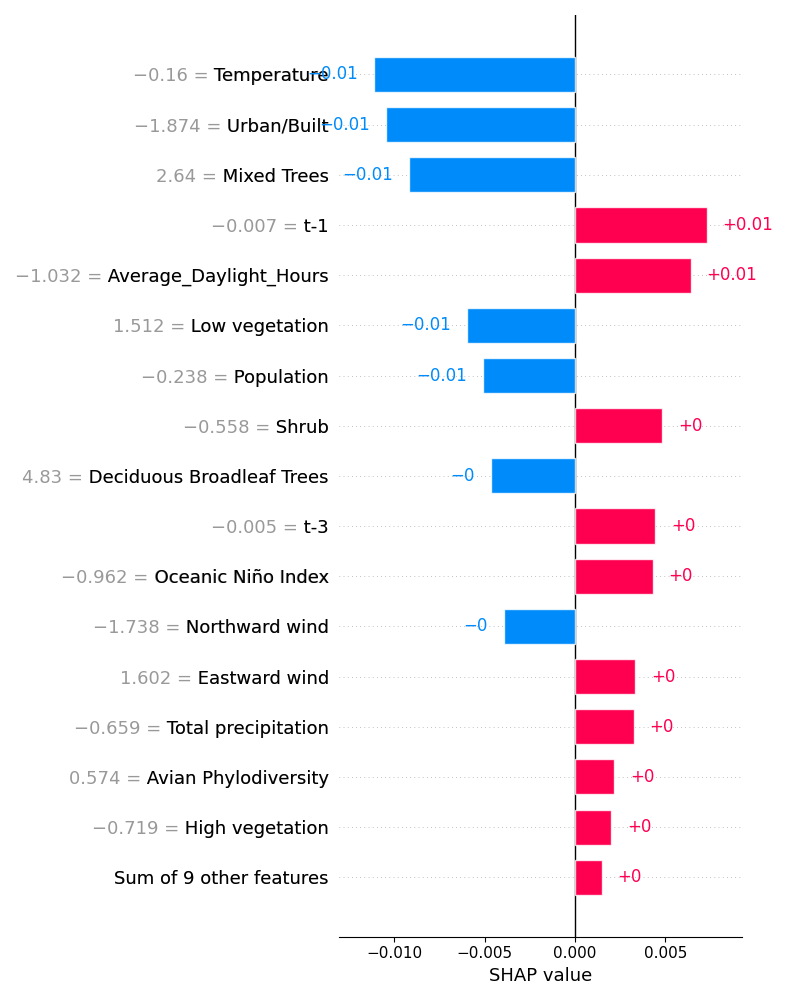 −0.16 = Temperature −0.01
−1.874 = Urban/Built −0.01
2.64 = Mixed Trees −0.01
−0.007 = t-1 +0.01
−1.032 = Average_Daylight_Hours +0.01
1.512 = Low vegetation −0.01
−0.238 = Population −0.01
−0.558 = Shrub +0
4.83 = Deciduous Broadleaf Trees −0
−0.005 = t-3 +0
−0.962 = Oceanic Niño Index +0
−1.738 = Northward wind −0
1.602 = Eastward wind +0
−0.659 = Total precipitation +0
0.574 = Avian Phylodiversity +0
−0.719 = High vegetation +0
Sum of 9 other features +0
−0.010 −0.005 0.000 0.005
SHAP value